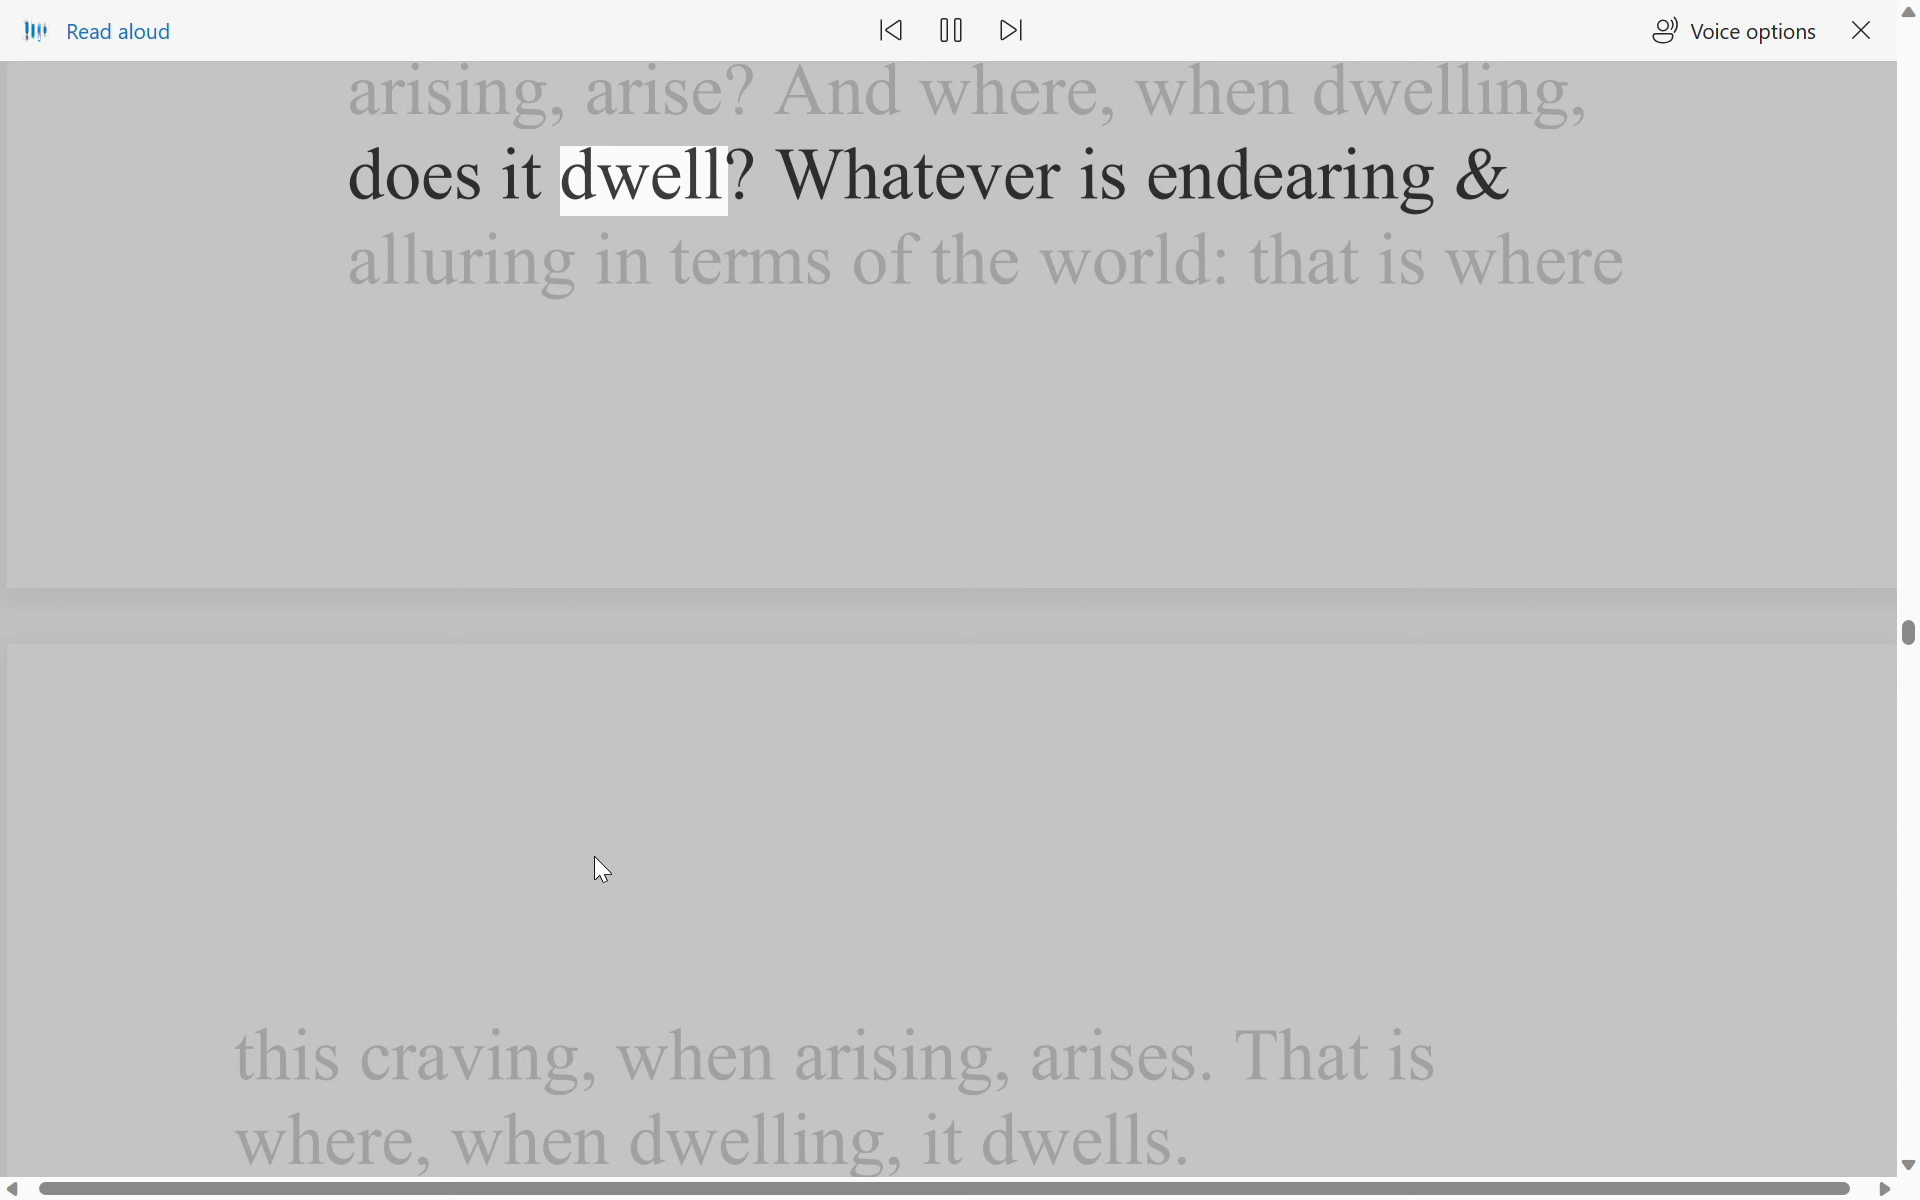 Read aloud
Voice options
arising, arise? And where, when dwelling,
does it dwell? Whatever is endearing &
alluring in terms of the world: that is where
this craving, when arising, arises. That is
where, when dwelling, it dwells.